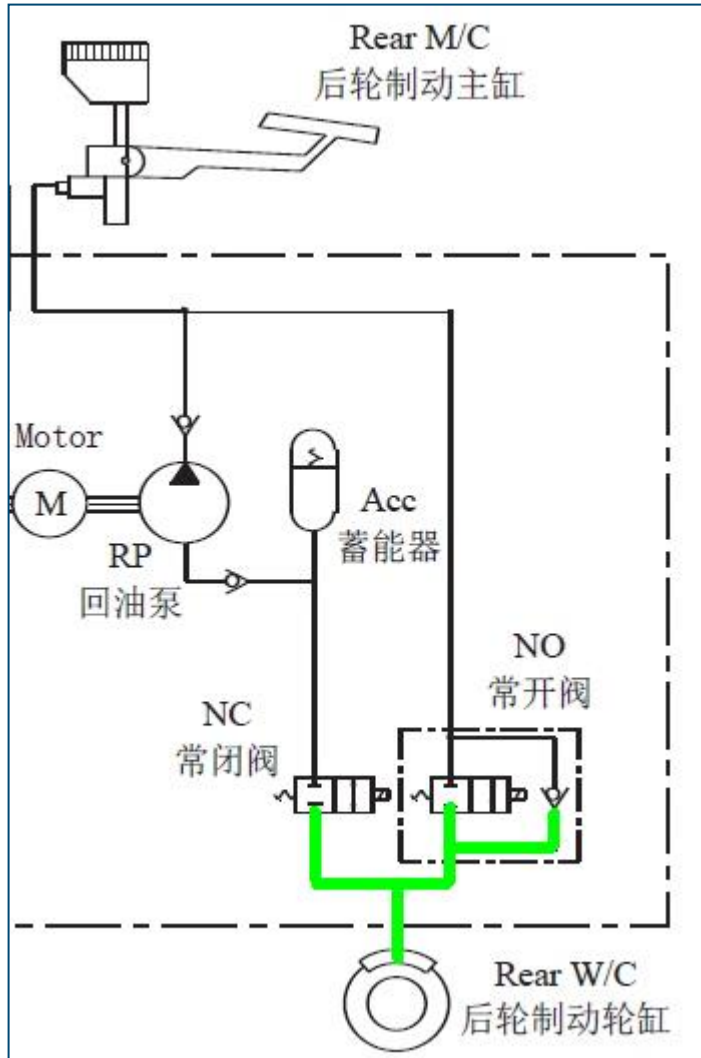 Rear M/C
后轮制动主缸
Motor
M
RP
回油泵
Acc
蓄能器
NO
常开阀
NC
常闭阀
Rear W/C
后轮制动轮缸